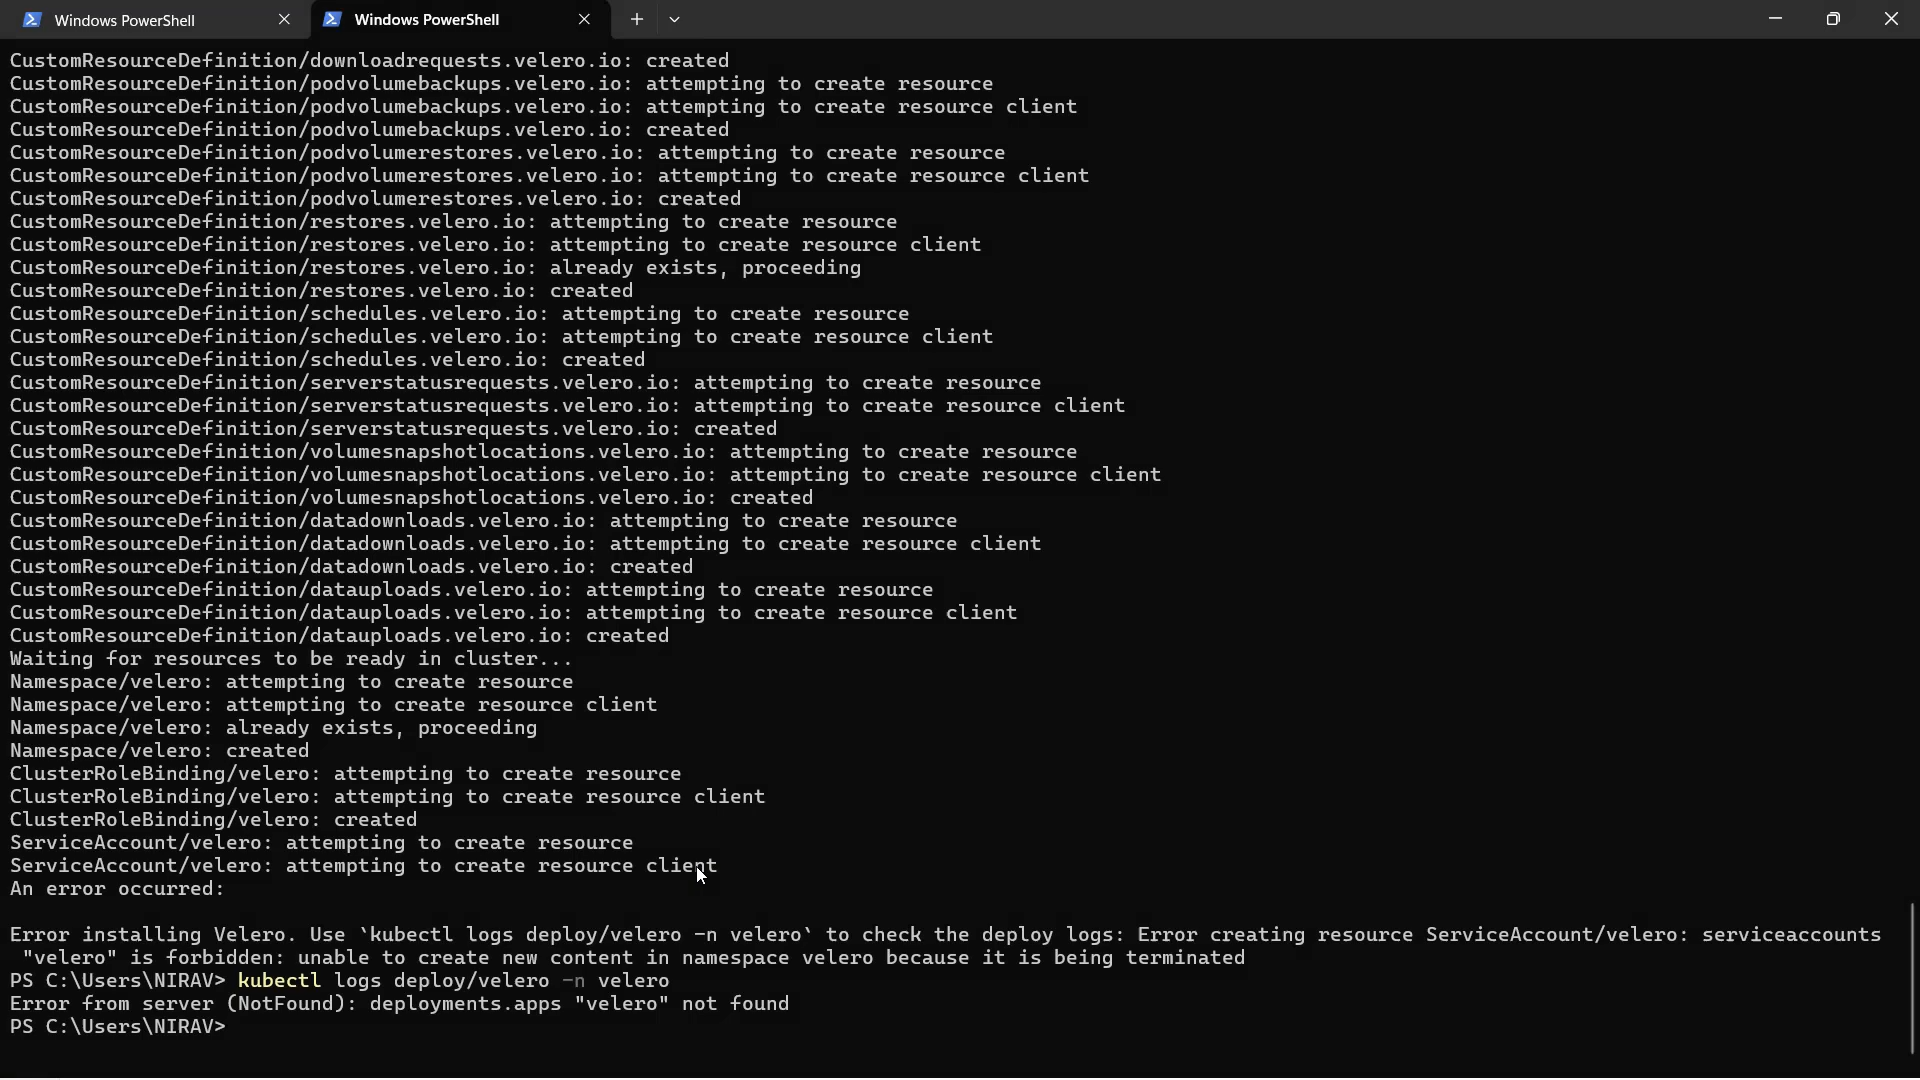 Windows PowerShell
Windows PowerShell
CustomResourceDefinition/downloadrequests.velero.io: created
CustomResourceDefinition/podvolumebackups.velero.io: attempting to create resource
CustomResourceDefinition/podvolumebackups.velero.io: attempting to create resource client
CustomResourceDefinition/podvolumebackups.velero.io: created
CustomResourceDefinition/podvolumerestores.velero.io: attempting to create resource
CustomResourceDefinition/podvolumerestores.velero.io: attempting to create resource client
CustomResourceDefinition/podvolumerestores.velero.io: created
CustomResourceDefinition/restores.velero.io: attempting to create resource
CustomResourceDefinition/restores.velero.io: attempting to create resource client
CustomResourceDefinition/restores.velero.io: already exists, proceeding
CustomResourceDefinition/restores.velero.io: created
CustomResourceDefinition/schedules.velero.io: attempting to create resource
CustomResourceDefinition/schedules.velero.io: attempting to create resource client
CustomResourceDefinition/schedules.velero.io: created
CustomResourceDefinition/serverstatusrequests.velero.io: attempting to create resource
CustomResourceDefinition/serverstatusrequests.velero.io: attempting to create resource client
CustomResourceDefinition/serverstatusrequests.velero.io: created
CustomResourceDefinition/volumesnapshotlocations.velero.io: attempting to create resource
CustomResourceDefinition/volumesnapshotlocations.velero.io: attempting to create resource client
CustomResourceDefinition/volumesnapshotlocations.velero.io: created
CustomResourceDefinition/datadownloads.velero.io: attempting to create resource
CustomResourceDefinition/datadownloads.velero.io: attempting to create resource client
CustomResourceDefinition/datadownloads.velero.io: created
CustomResourceDefinition/datauploads.velero.io: attempting to create resource
CustomResourceDefinition/datauploads.velero.io: attempting to create resource client
CustomResourceDefinition/datauploads.velero.io: created
Waiting for resources to be ready in cluster...
Namespace/velero: attempting to create resource
Namespace/velero: attempting to create resource client
Namespace/velero: already exists, proceeding
Namespace/velero: created
ClusterRoleBinding/velero: attempting to create resource
ClusterRoleBinding/velero: attempting to create resource client
ClusterRoleBinding/velero: created
ServiceAccount/velero: attempting to create resource
ServiceAccount/velero: attempting to create resource client
An error occurred:
Error installing Velero. Use `kubectl logs deploy/velero -n velero` to check the deploy logs: Error creating resource ServiceAccount/velero: serviceaccounts
"velero" is forbidden: unable to create new content in namespace velero because it is being terminated
PS C:\Users\NIRAV> kubectl logs deploy/velero -n velero
Error from server (NotFound): deployments.apps "velero" not found
PS C:\Users\NIRAV>